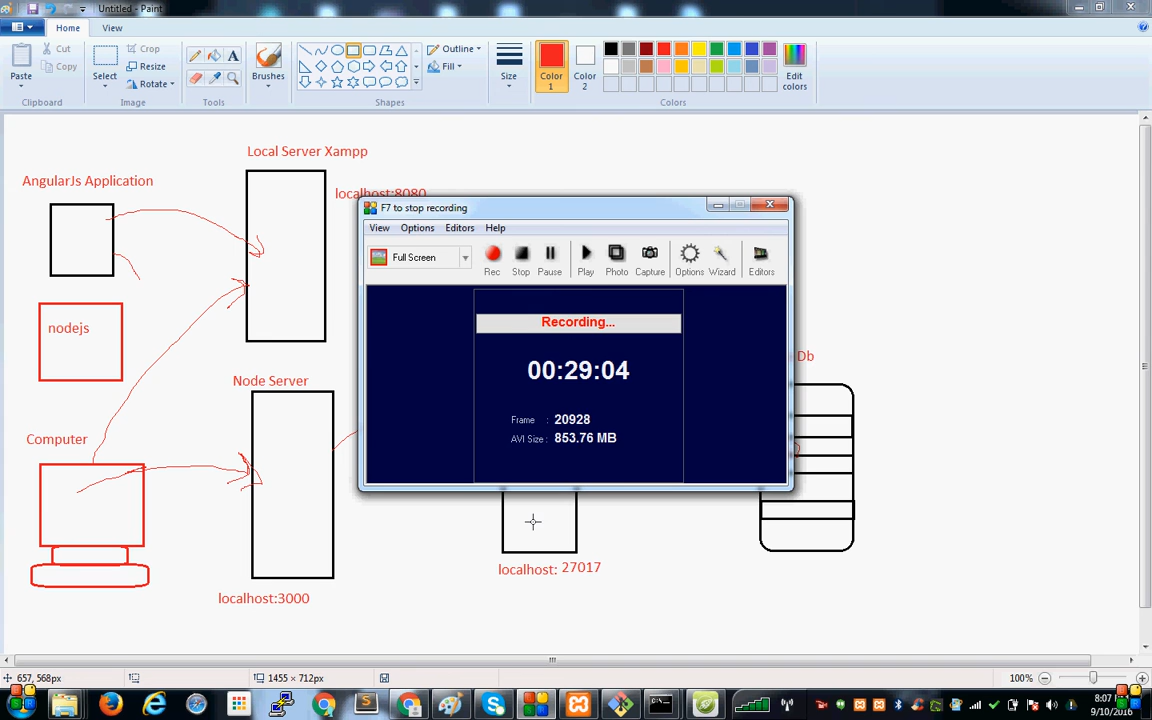 Untitled - Paint
Home
View
Paste
Cut
Copy
Clipboard
Select
Crop
Resize
Rotate
Image
A
Tools
Brushes
Outline
Fill
Shapes
Size
Color
1
Color
2
Edit
colors
Colors
Local Server Xampp
AngularJs Application
localhost:8080
nodejs
Node Server
Computer
localhost:3000
Db
localhost: 27017
F7 to stop recording
View
Options
Editors
Help
Full Screen
Rec
Stop
Pause
Play
Photo
Capture
Options
Wizard
Editors
Recording...
00:29:04
Frame : 20928
AVI Size : 853.76 MB
657, 568px
1455 × 712px
100%
8:07
9/10/2016